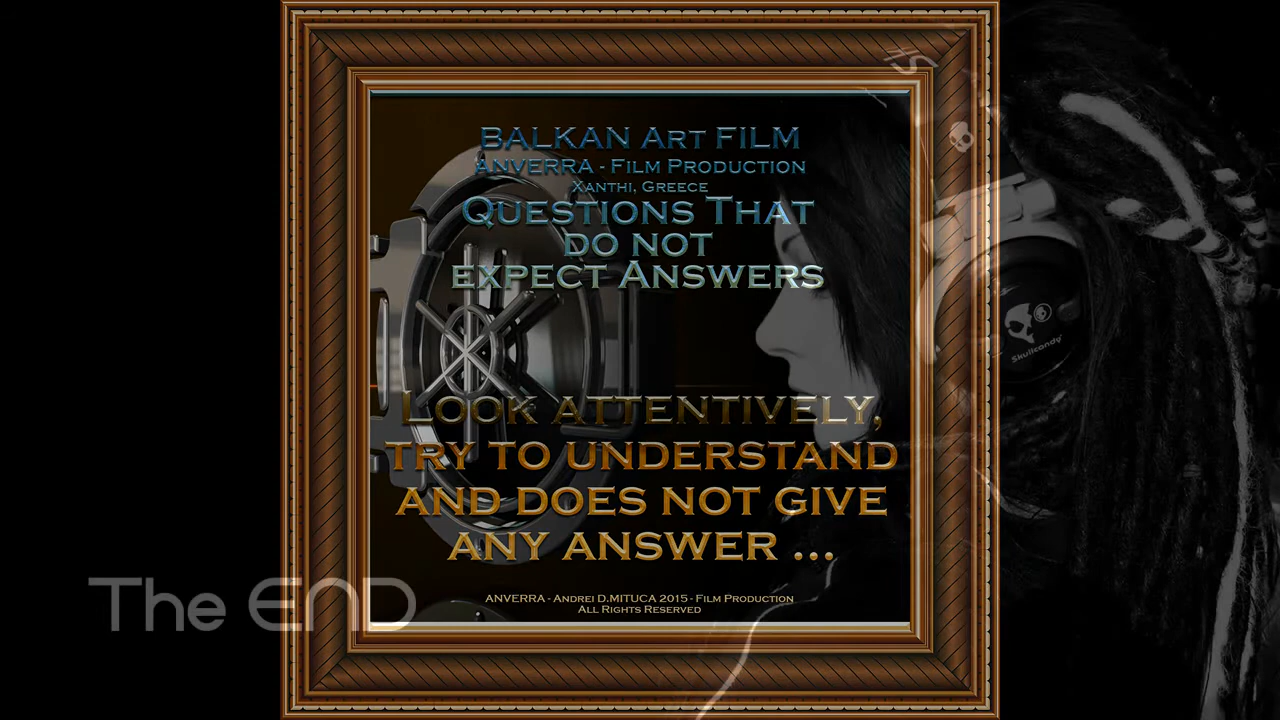 BALKAN Art FILM
ANVERRA - Film Production
Xanthi, Greece
Questions That
do not
expect Answers
Skullcandy
Look attentively,
try to understand
and does not give
any answer ...
The END
ANVERRA - Andrei D.MITUCA 2015 - Film Production
All Rights Reserved